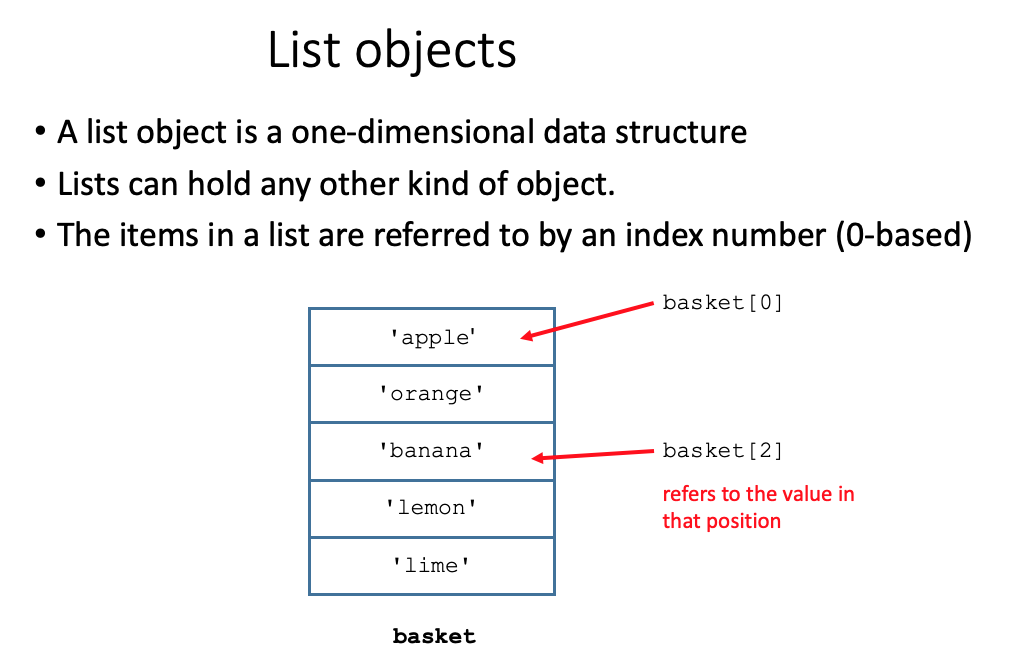 List objects
• A list object is a one-dimensional data structure
• Lists can hold any other kind of object.
• The items in a list are referred to by an index number (0-based)
basket[0]
'apple'
'orange'
'banana'
basket[2]
refers to the value in
that position
'lemon'
'lime'
basket